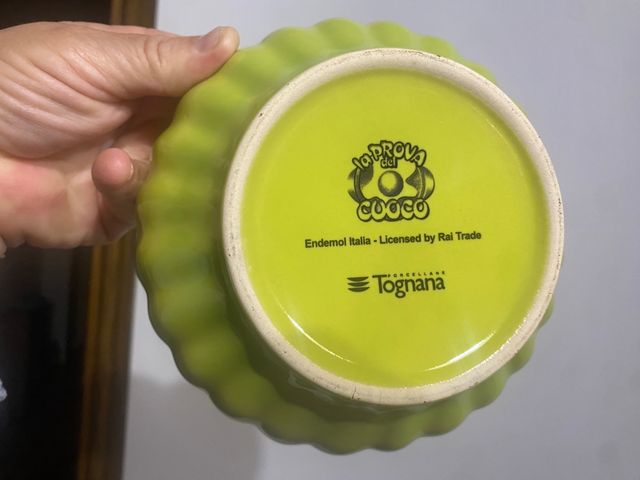 la PROVA
del
CUOCO
Endemol Italia - Licensed by Rai Trade
PORCELLANE
Tognana